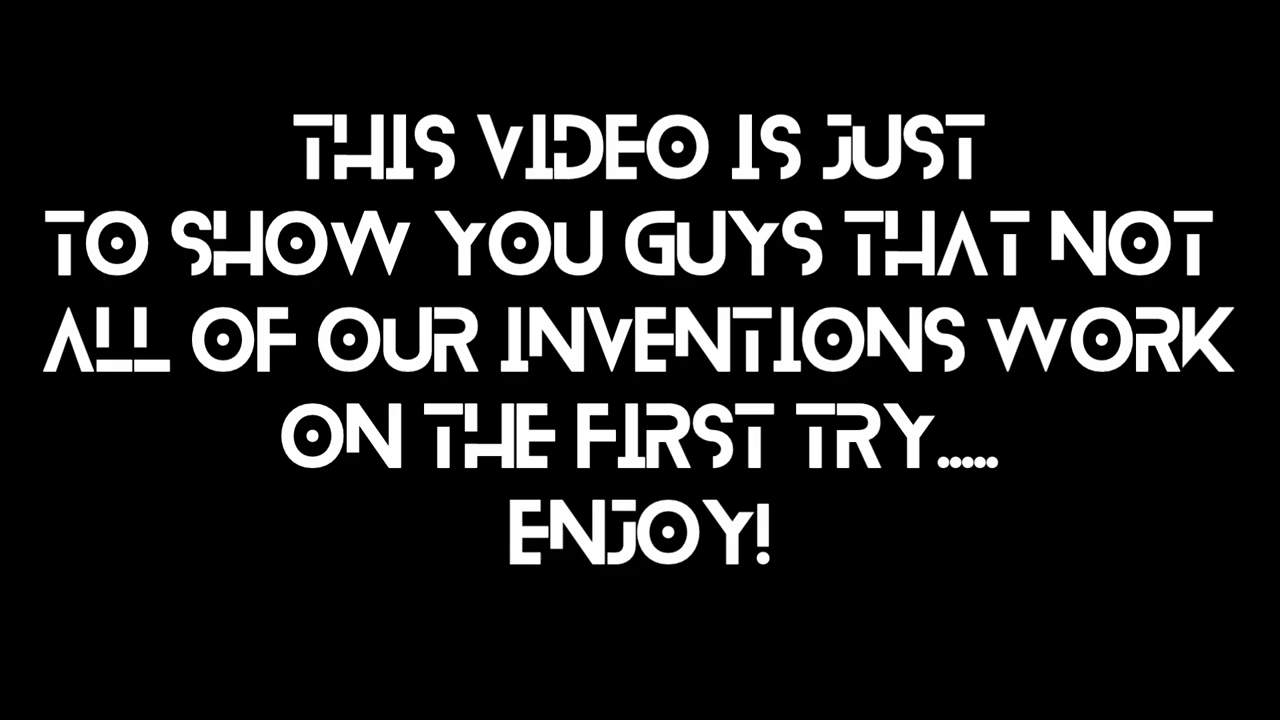 THIS VIDEO IS JUST
TO SHOW YOU GUYS THAT NOT
ALL OF OUR INVENTIONS WORK
ON THE FIRST TRY.....
ENJOY!